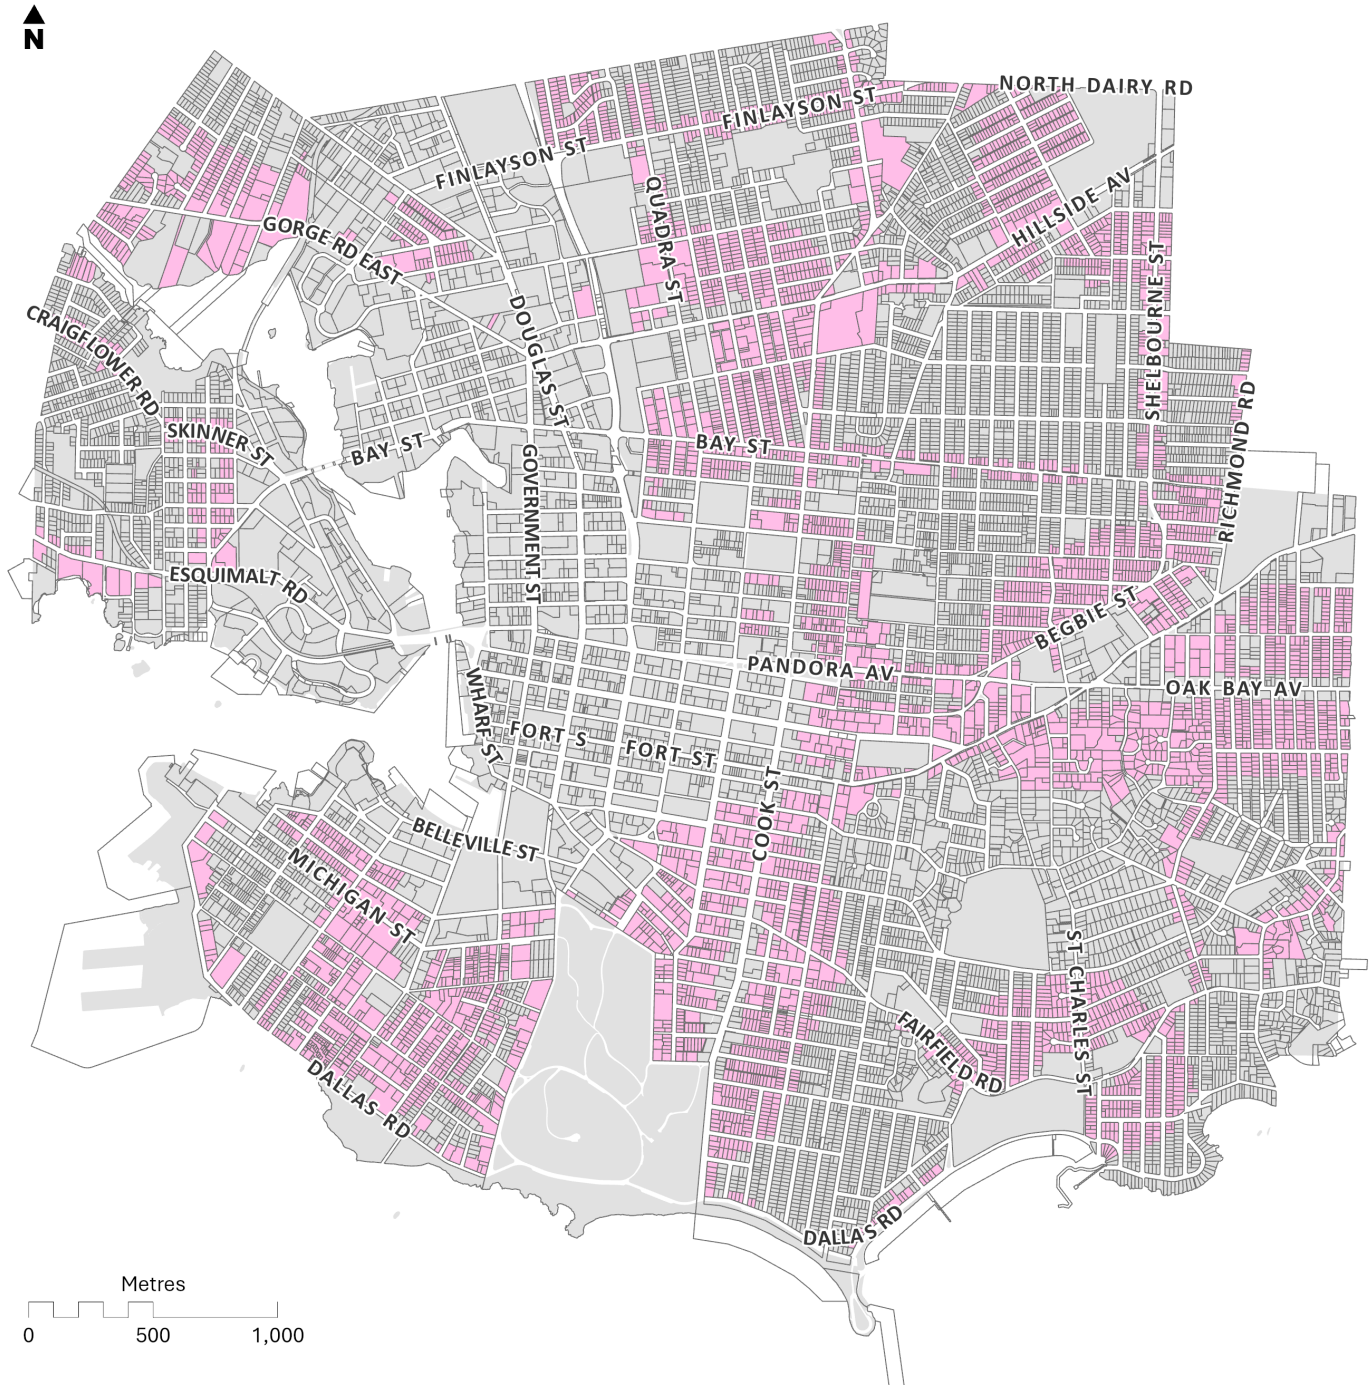 N
NORTH DAIRY RD
FINLAYSON ST
FINLAYSON ST
QUADRA ST
HILLSIDE AV
GORGE RD EAST
SHELBOURNE ST
CRAIGFLOWER RD
DOUGLAS ST
RICHMOND RD
SKINNER ST
BAY ST
BAY ST
GOVERNMENT ST
ESQUIMALT RD
BEGBIE ST
PANDORA AV
OAK BAY AV
WHARF ST
FORT S
FORT ST
COOK ST
BELLEVILLE ST
MICHIGAN ST
ST CHARLES ST
FAIRFIELD RD
DALLAS RD
DALLAS RD
Metres
0 500 1,000